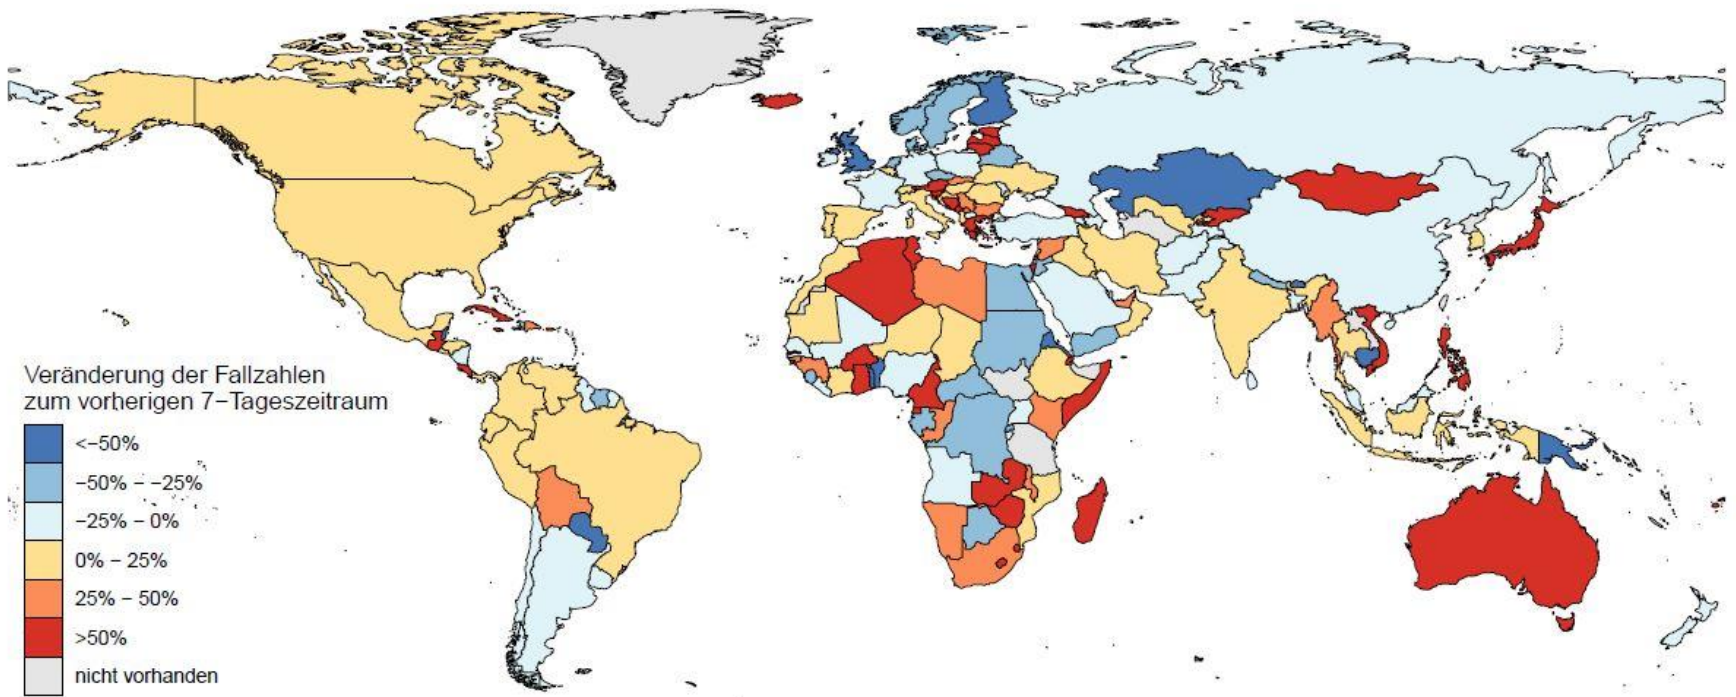 Veränderung der Fallzahlen
zum vorherigen 7−Tageszeitraum
<−50%
−50% − −25%
−25% − 0%
0% − 25%
25% − 50%
>50%
nicht vorhanden